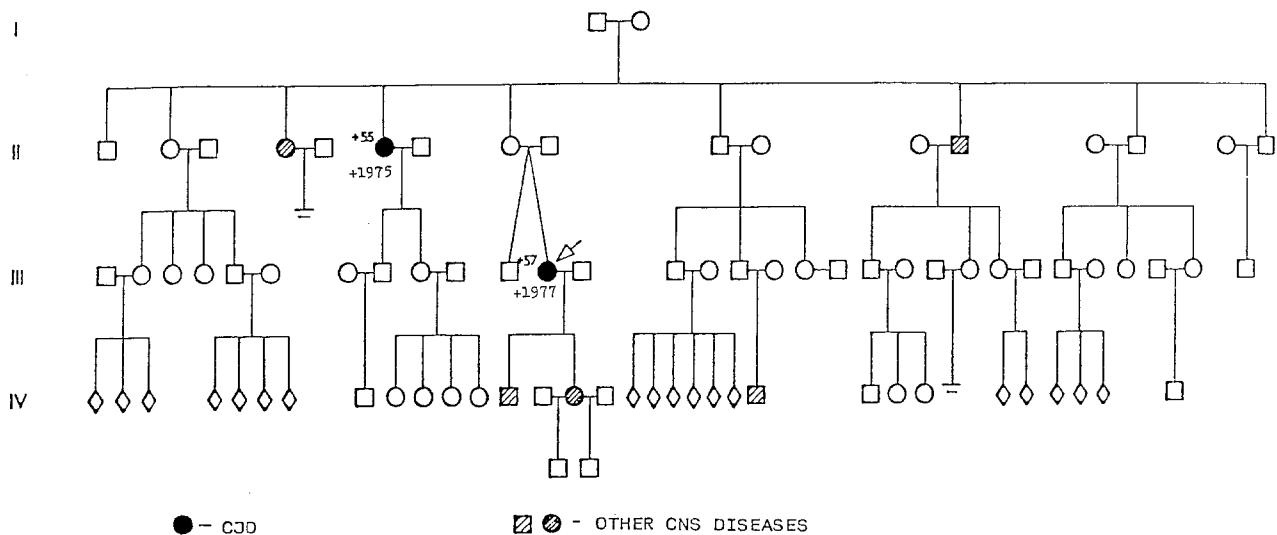 I
II
+55
+1975
III
+57
+1977
IV
- CJD
- OTHER CNS DISEASES